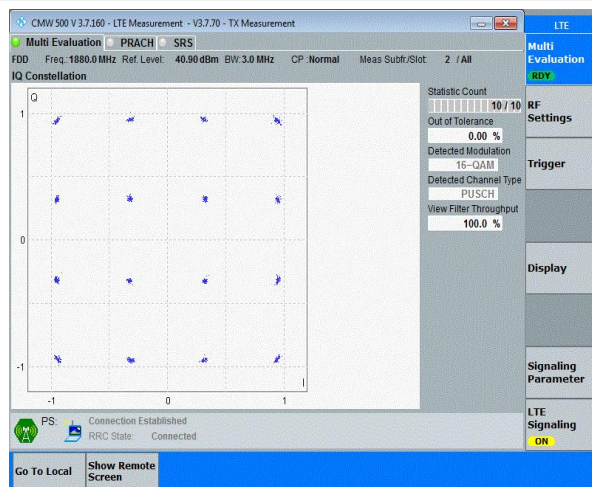 CMW 500 V 3.7.160 - LTE Measurement - V3.7.70 - TX Measurement
LTE
Multi Evaluation PRACH SRS
FDD Freq.: 1880.0 MHz Ref. Level: 40.90 dBm BW: 3.0 MHz CP :Normal Meas Subfr./Slot: 2 / All
IQ Constellation
Q
1
0
-1
I
-1 0 1
Statistic Count
10 / 10
Out of Tolerance
0.00 %
Detected Modulation
16-QAM
Detected Channel Type
PUSCH
View Filter Throughput
100.0 %
Multi
Evaluation
RDY
RF
Settings
Trigger
Display
Signaling
Parameter
LTE
Signaling
ON
PS: Connection Established
RRC State: Connected
Go To Local
Show Remote
Screen